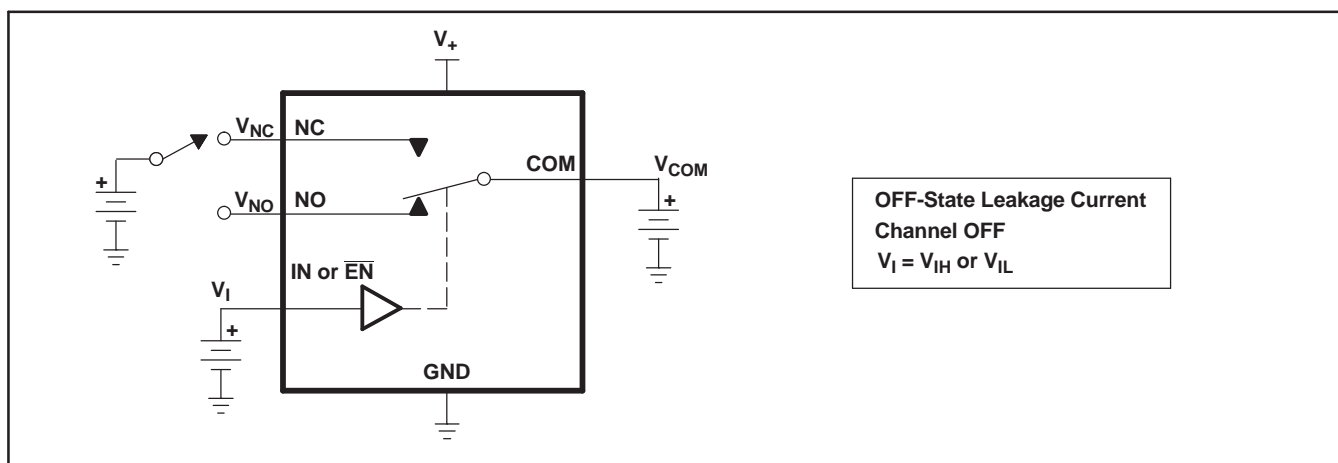 V+
VNC NC
COM VCOM
+
VNO NO
+
OFF-State Leakage Current
Channel OFF
VI = VIH or VIL
IN or E̅N̅
VI
+
GND